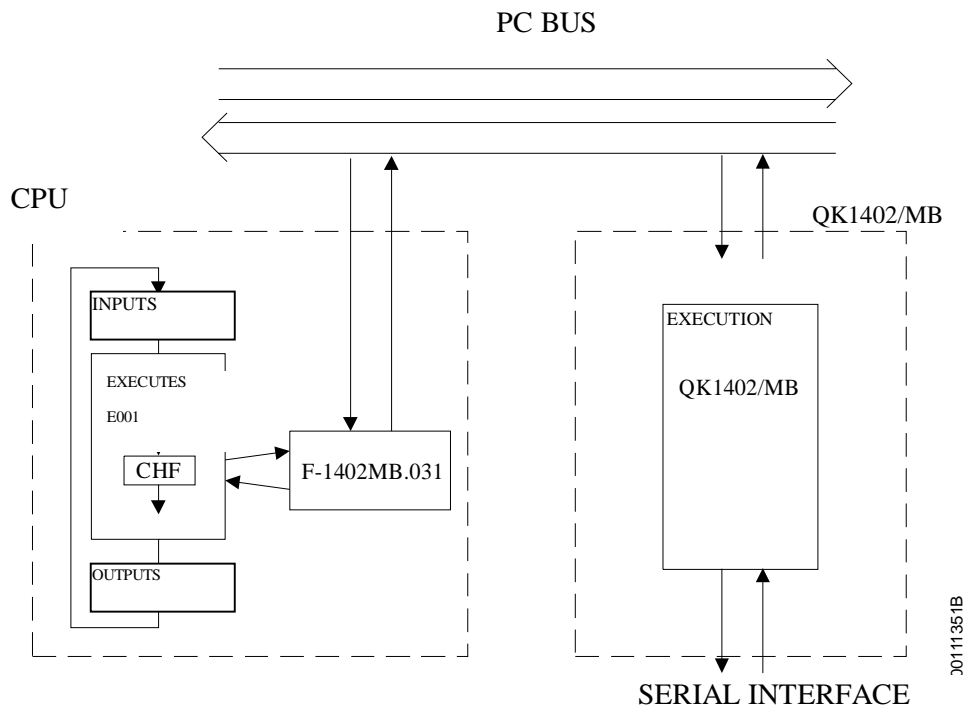 PC BUS
CPU
QK1402/MB
INPUTS
EXECUTES
E001
CHF
F-1402MB.031
OUTPUTS
EXECUTION
QK1402/MB
SERIAL INTERFACE